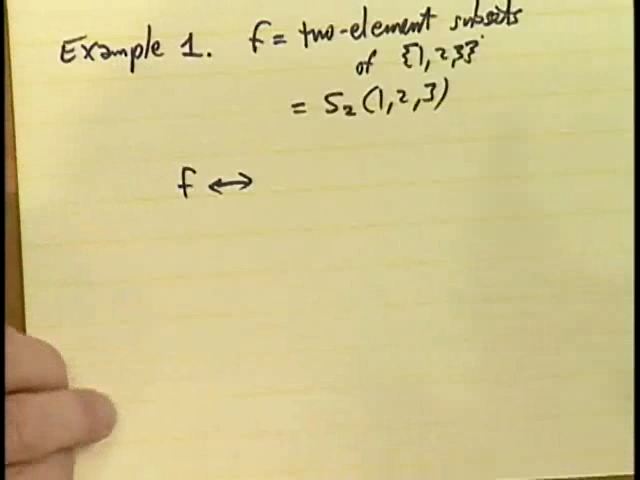 Example 1. f = two-element subsets
of {1,2,3}.
= S₂(1,2,3)
f ↔